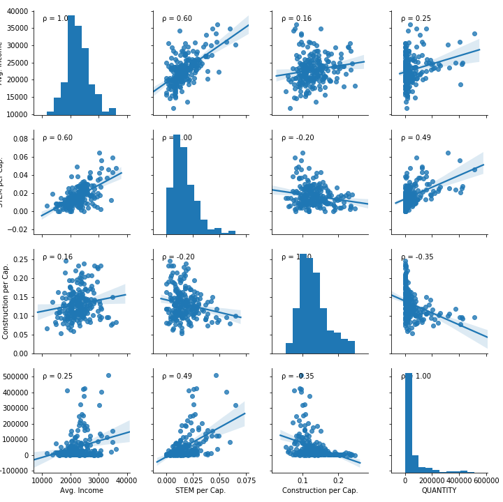 40000 ρ = 1.0 ρ = 0.60 ρ = 0.16 ρ = 0.25
35000
30000
25000
20000
15000
10000
Avg. Income
0.08 ρ = 0.60 ρ = -0.20 ρ = 0.49
0.06
0.04
0.02
0.00
−0.02
STEM per Cap.
0.25 ρ = 0.16 ρ = -0.20 ρ = -0.35
0.20
0.15
0.10
0.05
0.00
Construction per Cap.
500000 ρ = 0.25 ρ = 0.49 ρ = -0.35 ρ = 1.00
400000
300000
200000
100000
0
−100000
10000 20000 30000 40000 0.000 0.025 0.050 0.075 0.1 0.2 0 200000 400000
Avg. Income STEM per Cap. Construction per Cap. QUANTITY